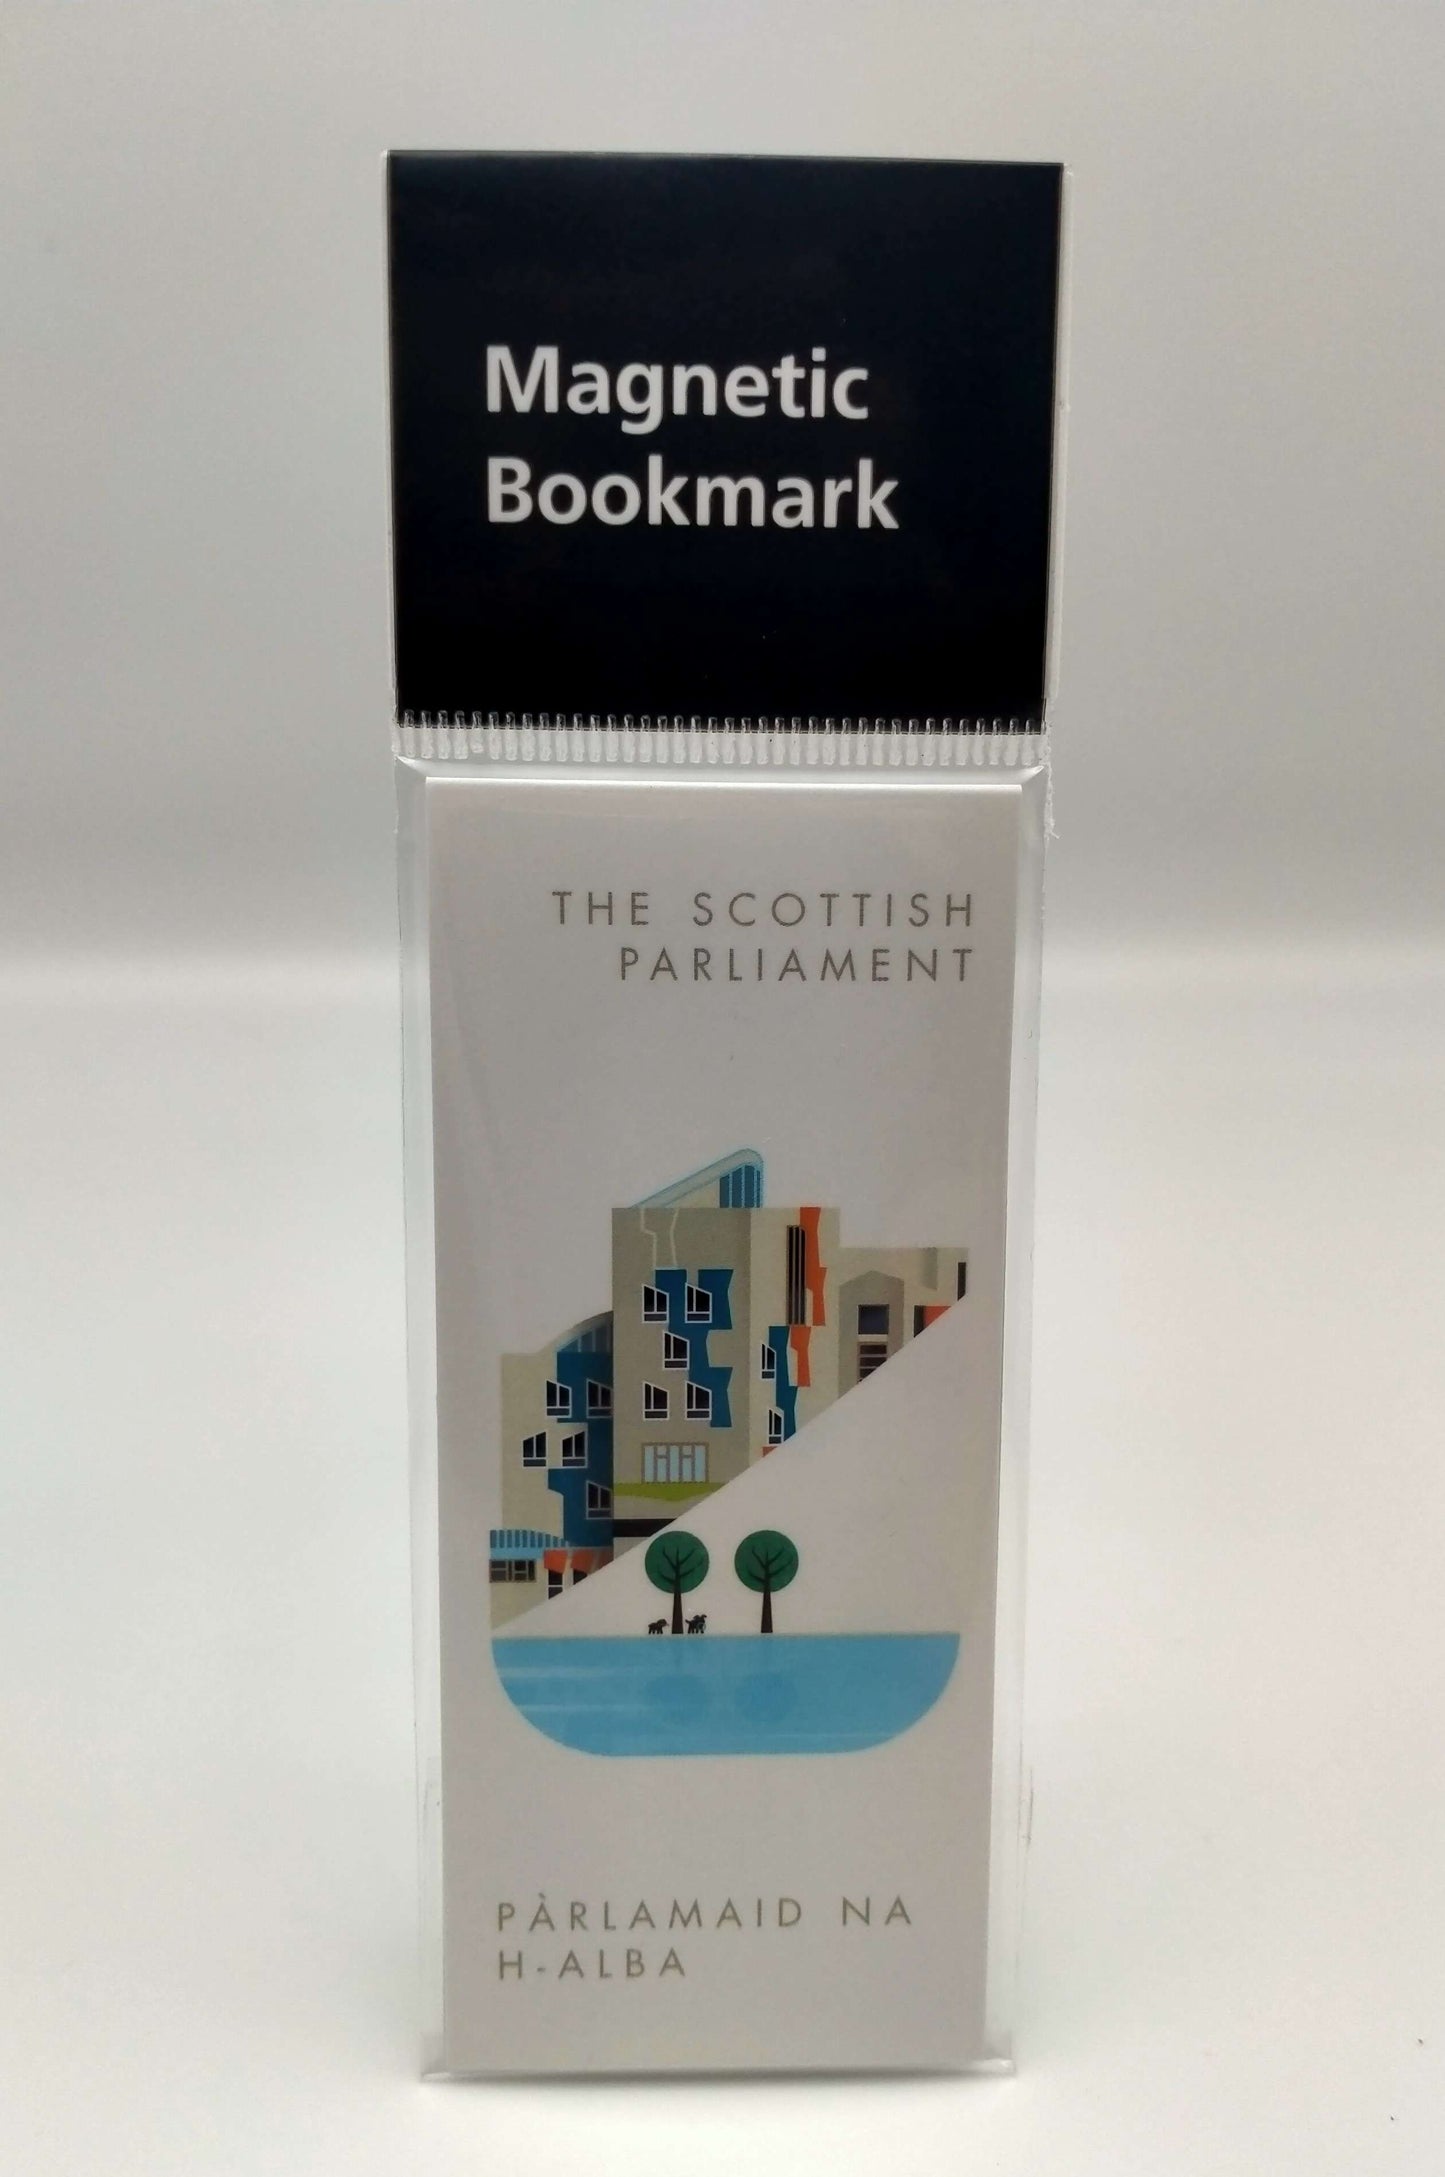 Magnetic
Bookmark
THE SCOTTISH
PARLIAMENT
PÀRLAMAID NA
H-ALBA